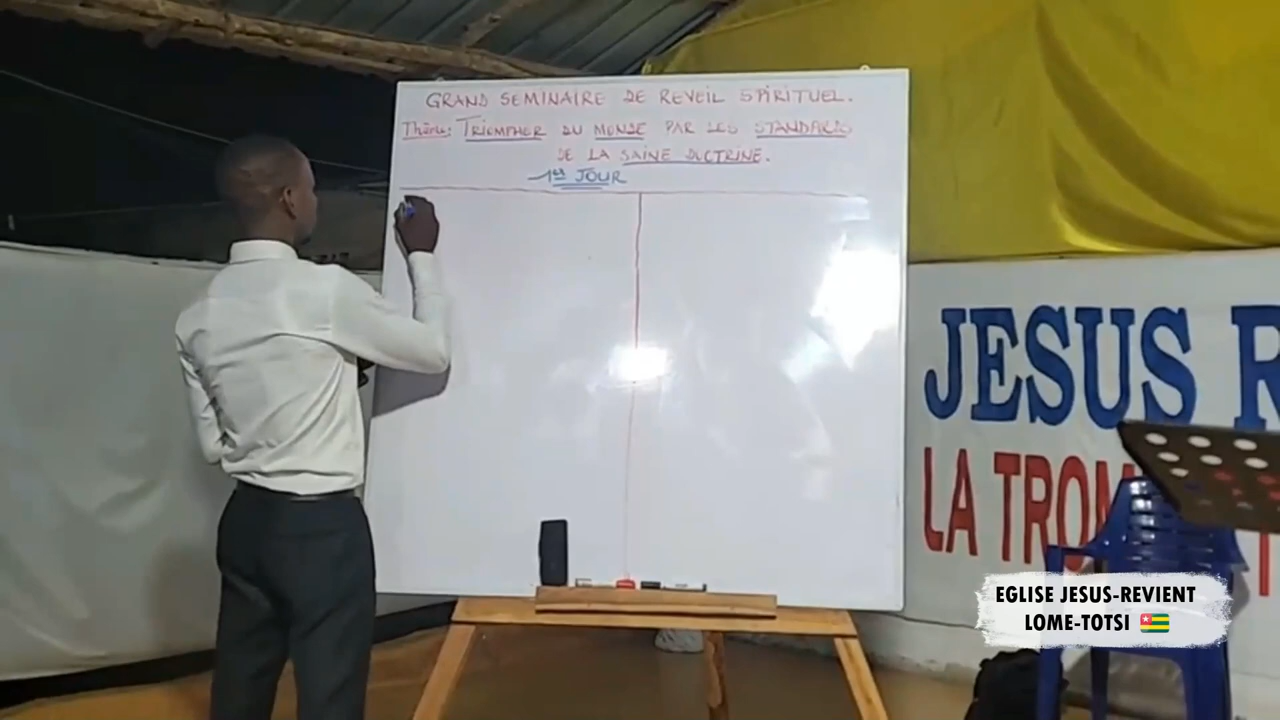 GRAND SEMINAIRE DE REVEIL SPIRITUEL.
Thème: TRIOMPHER DU MONDE PAR LES STANDARDS
DE LA SAINE DOCTRINE.
1er JOUR
JESUS R
LA TROM
EGLISE JESUS-REVIENT
LOME-TOTSI